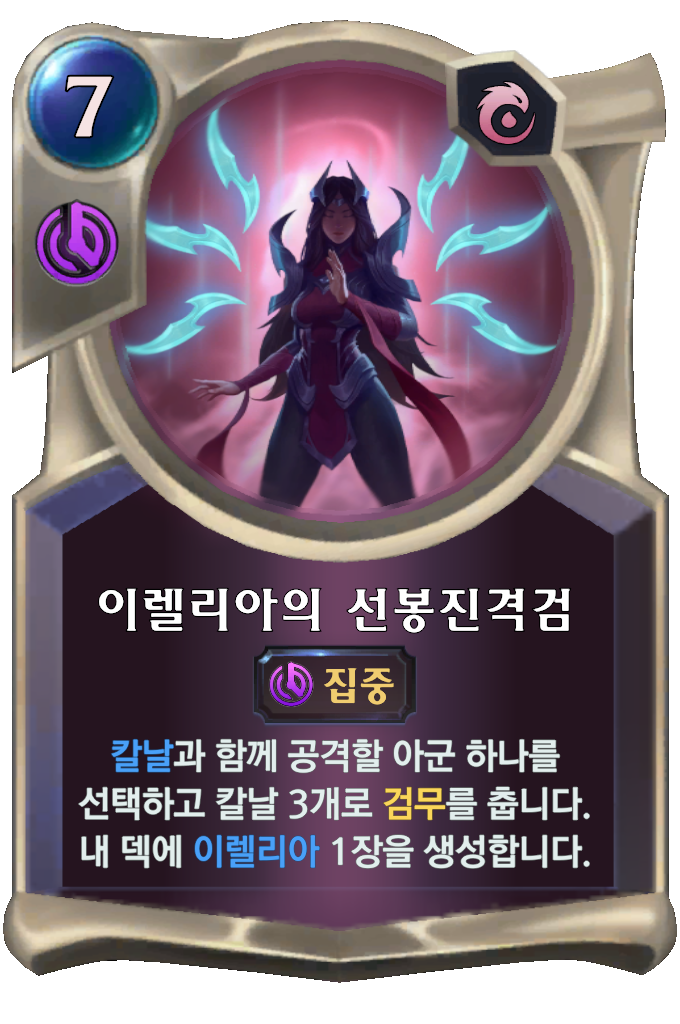 7
이렐리아의 선봉진격검
집중
칼날과 함께 공격할 아군 하나를
선택하고 칼날 3개로 검무를 춥니다.
내 덱에 이렐리아 1장을 생성합니다.